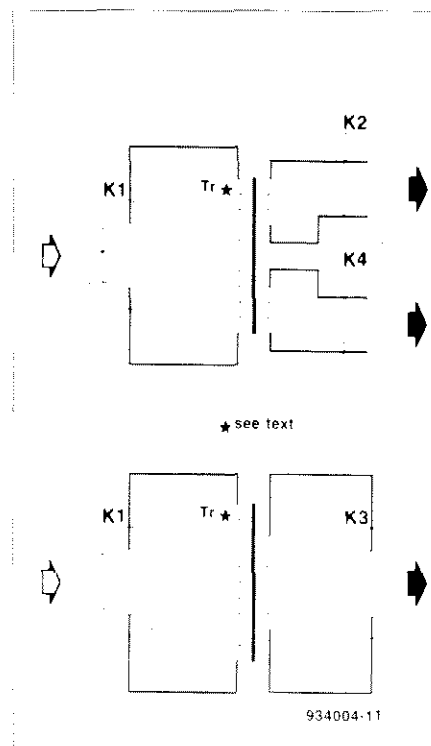 K2
K1
Tr ★
K4
★ see text
K1
Tr ★
K3
934004-11